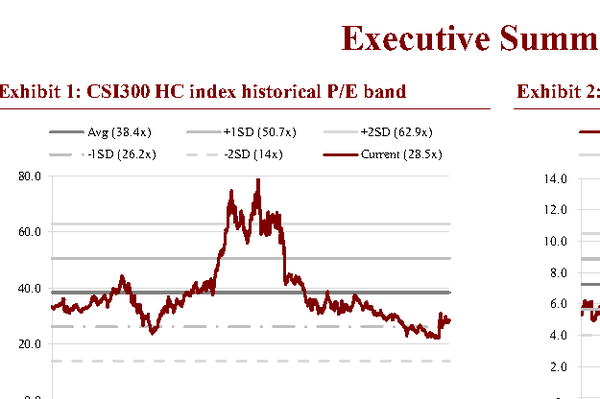 Executive Summ
Exhibit 1: CSI300 HC index historical P/E band
Avg (38.4x) +1SD (50.7x) +2SD (62.9x)
-1SD (26.2x) -2SD (14x) Current (28.5x)
80.0
60.0
40.0
20.0
0.0
Exhibit 2:
14.0
12.0
10.0
8.0
6.0
4.0
2.0